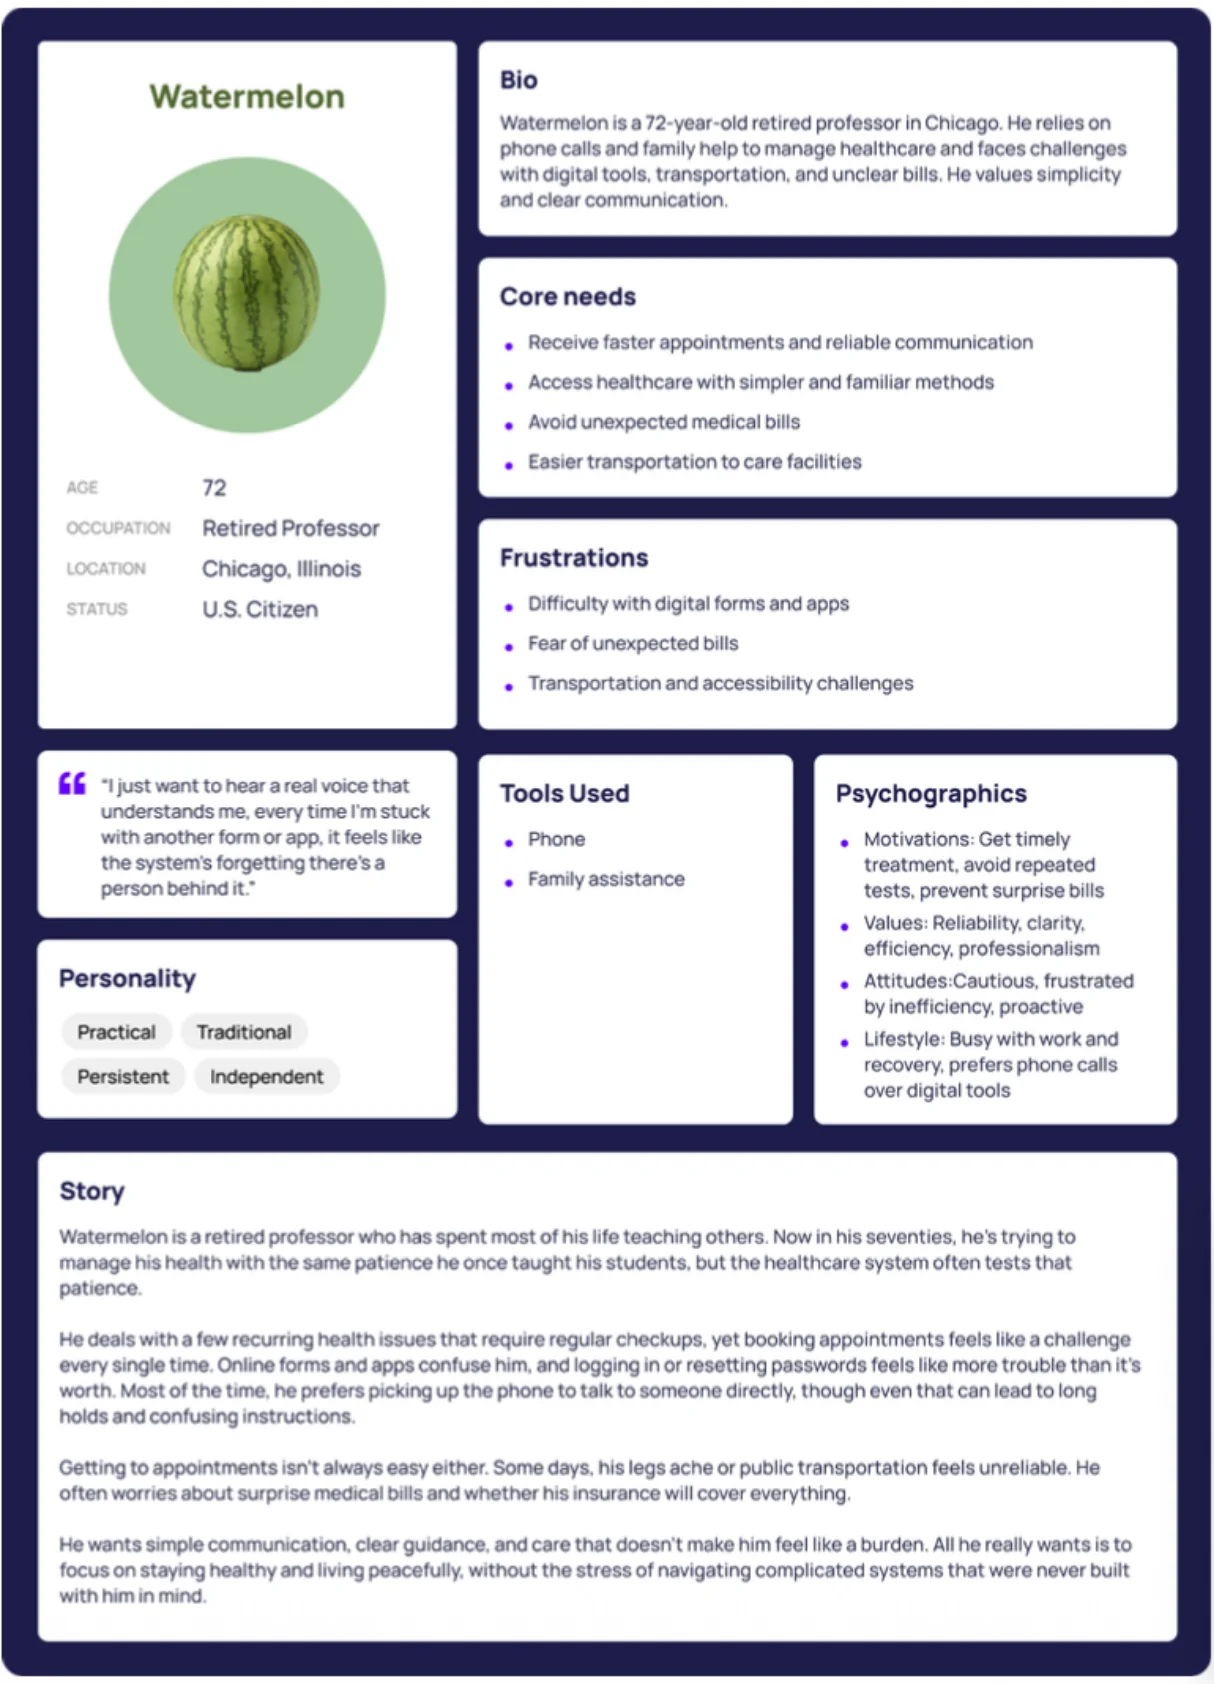 Watermelon
AGE 72
OCCUPATION Retired Professor
LOCATION Chicago, Illinois
STATUS U.S. Citizen
Bio
Watermelon is a 72-year-old retired professor in Chicago. He relies on
phone calls and family help to manage healthcare and faces challenges
with digital tools, transportation, and unclear bills. He values simplicity
and clear communication.
Core needs
• Receive faster appointments and reliable communication
• Access healthcare with simpler and familiar methods
• Avoid unexpected medical bills
• Easier transportation to care facilities
Frustrations
• Difficulty with digital forms and apps
• Fear of unexpected bills
• Transportation and accessibility challenges
“I just want to hear a real voice that
understands me, every time I’m stuck
with another form or app, it feels like
the system’s forgetting there’s a
person behind it.”
Personality
Practical Traditional
Persistent Independent
Tools Used
• Phone
• Family assistance
Psychographics
• Motivations: Get timely
treatment, avoid repeated
tests, prevent surprise bills
• Values: Reliability, clarity,
efficiency, professionalism
• Attitudes:Cautious, frustrated
by inefficiency, proactive
• Lifestyle: Busy with work and
recovery, prefers phone calls
over digital tools
Story
Watermelon is a retired professor who has spent most of his life teaching others. Now in his seventies, he’s trying to
manage his health with the same patience he once taught his students, but the healthcare system often tests that
patience.
He deals with a few recurring health issues that require regular checkups, yet booking appointments feels like a challenge
every single time. Online forms and apps confuse him, and logging in or resetting passwords feels like more trouble than it’s
worth. Most of the time, he prefers picking up the phone to talk to someone directly, though even that can lead to long
holds and confusing instructions.
Getting to appointments isn’t always easy either. Some days, his legs ache or public transportation feels unreliable. He
often worries about surprise medical bills and whether his insurance will cover everything.
He wants simple communication, clear guidance, and care that doesn’t make him feel like a burden. All he really wants is to
focus on staying healthy and living peacefully, without the stress of navigating complicated systems that were never built
with him in mind.